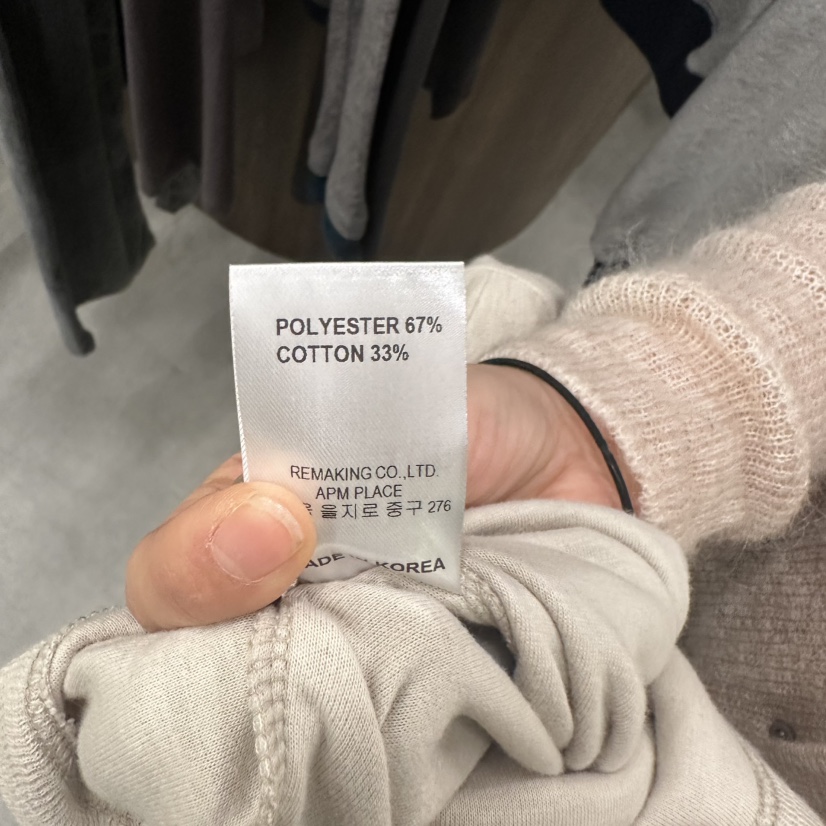 POLYESTER 67%
COTTON 33%
REMAKING CO.,LTD.
APM PLACE
을지로 중구 276
KOREA